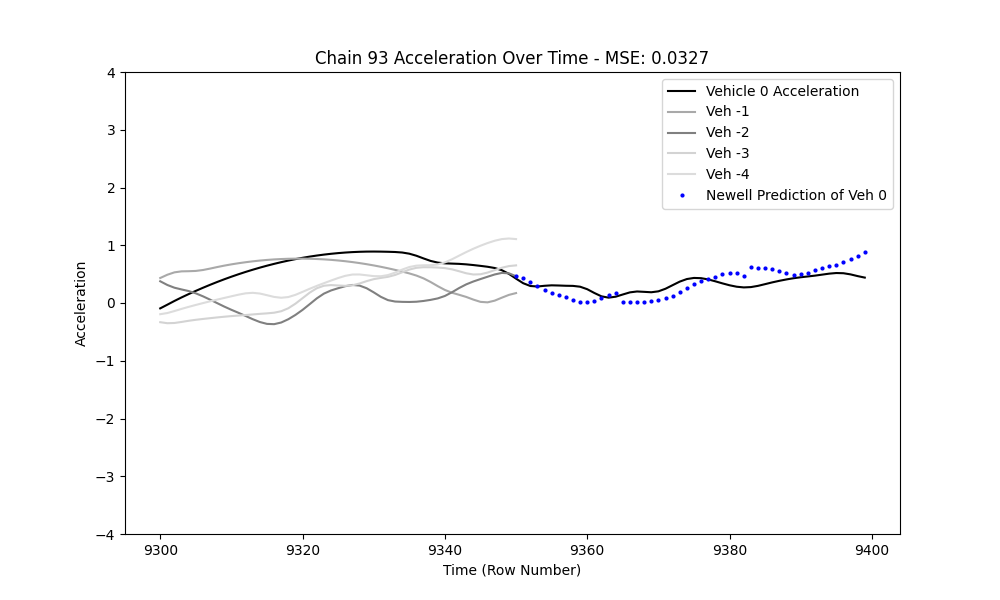 Chain 93 Acceleration Over Time - MSE: 0.0327
Vehicle 0 Acceleration
Veh -1
Veh -2
Veh -3
Veh -4
Newell Prediction of Veh 0
4
3
2
1
0
−1
−2
−3
−4
Acceleration
9300
9320
9340
9360
9380
9400
Time (Row Number)